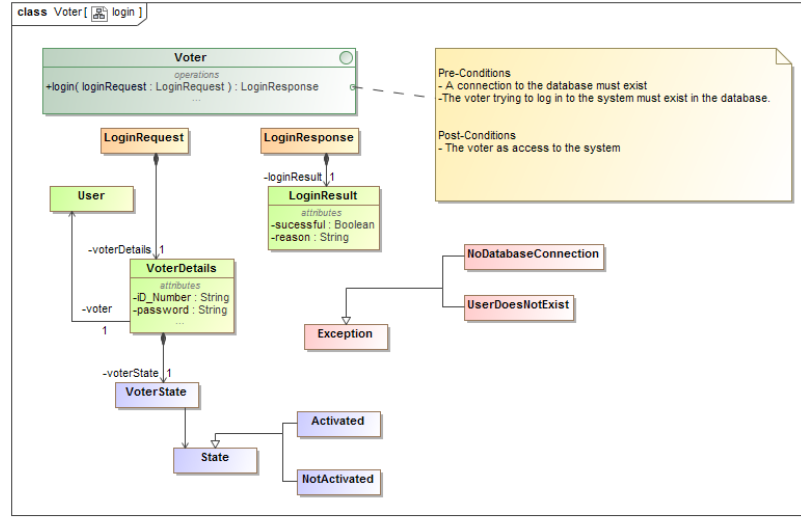 class Voter [ login ]
Voter
operations
+login( loginRequest : LoginRequest ) : LoginResponse
...
Pre-Conditions
- A connection to the database must exist
-The voter trying to log in to the system must exist in the database.
Post-Conditions
- The voter as access to the system
LoginRequest
LoginResponse
-loginResult 1
User
LoginResult
attributes
-sucessful : Boolean
-reason : String
-voterDetails 1
VoterDetails
attributes
-iD_Number : String
-password : String
...
-voter
1
NoDatabaseConnection
UserDoesNotExist
Exception
-voterState 1
VoterState
Activated
State
NotActivated